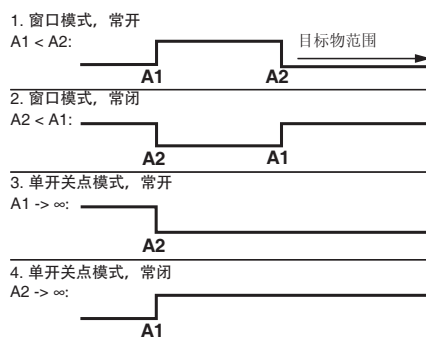 1. 窗口模式，常开
A1 < A2:
目标物范围
A1 A2
2. 窗口模式，常闭
A2 < A1:
A2 A1
3. 单开关点模式，常开
A1 -> ∞:
A2
4. 单开关点模式，常闭
A2 -> ∞:
A1